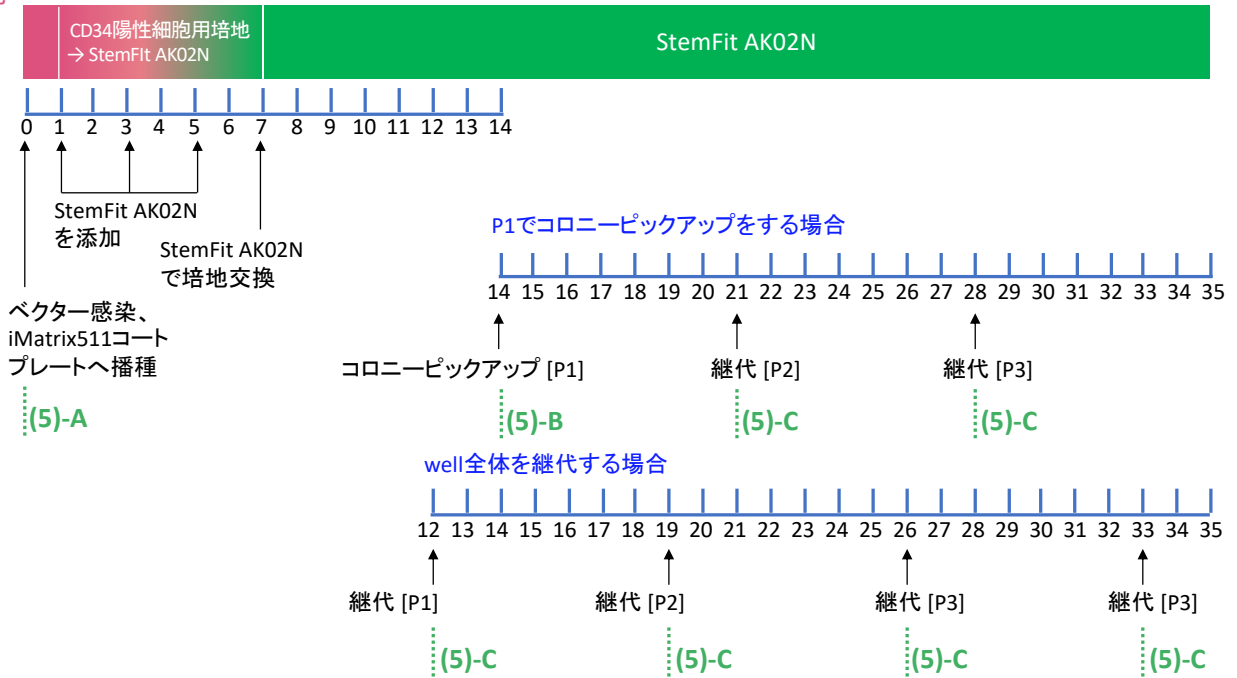 CD34陽性細胞用培地
→ StemFIt AK02N
StemFit AK02N
0 1 2 3 4 5 6 7 8 9 10 11 12 13 14
StemFit AK02N
を添加
StemFit AK02N
で培地交換
ベクター感染、
iMatrix511コート
プレートへ播種
(5)-A
P1でコロニーピックアップをする場合
14 15 16 17 18 19 20 21 22 23 24 25 26 27 28 29 30 31 32 33 34 35
コロニーピックアップ [P1] 継代 [P2] 継代 [P3]
(5)-B (5)-C (5)-C
well全体を継代する場合
12 13 14 15 16 17 18 19 20 21 22 23 24 25 26 27 28 29 30 31 32 33 34 35
継代 [P1] 継代 [P2] 継代 [P3] 継代 [P3]
(5)-C (5)-C (5)-C (5)-C